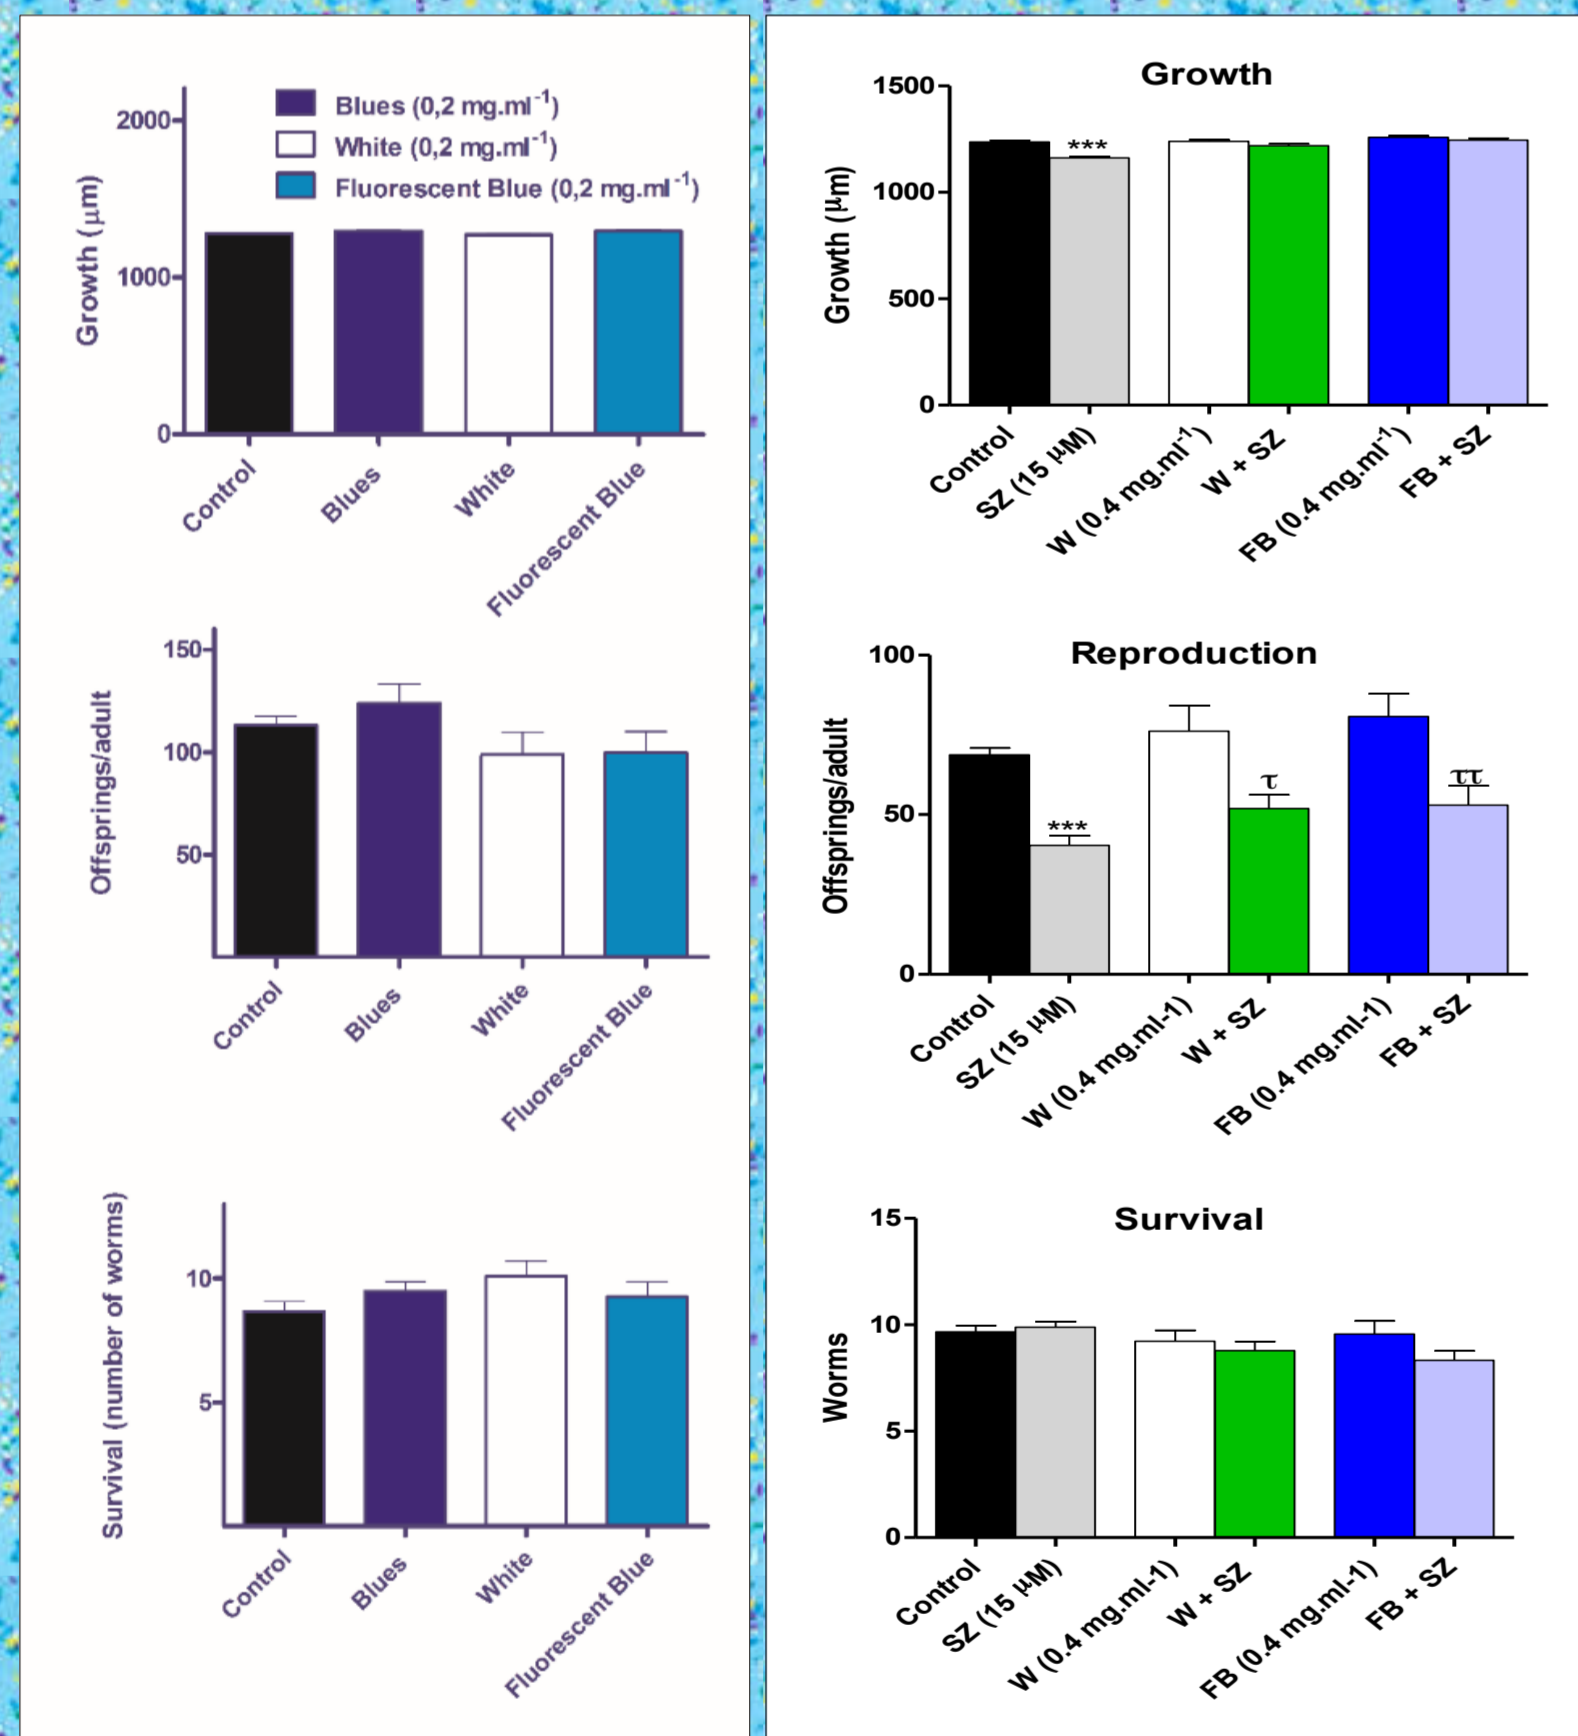 Blues (0,2 mg.ml-1)
White (0,2 mg.ml-1)
Fluorescent Blue (0,2 mg.ml-1)
Growth (µm)
2000
1000
0
Control
Blues
White
Fluorescent Blue
Offsprings/adult
150
100
50
Control
Blues
White
Fluorescent Blue
Survival (number of worms)
10
5
Control
Blues
White
Fluorescent Blue
Growth
Growth (µm)
1500
1000
500
0
***
Control
SZ (15 µM)
W (0.4 mg.ml-1)
W + SZ
FB (0.4 mg.ml-1)
FB + SZ
Reproduction
Offsprings/adult
100
50
0
***
τ
ττ
Control
SZ (15 µM)
W (0.4 mg.ml-1)
W + SZ
FB (0.4 mg.ml-1)
FB + SZ
Survival
Worms
15
10
5
0
Control
SZ (15 µM)
W (0.4 mg.ml-1)
W + SZ
FB (0.4 mg.ml-1)
FB + SZ